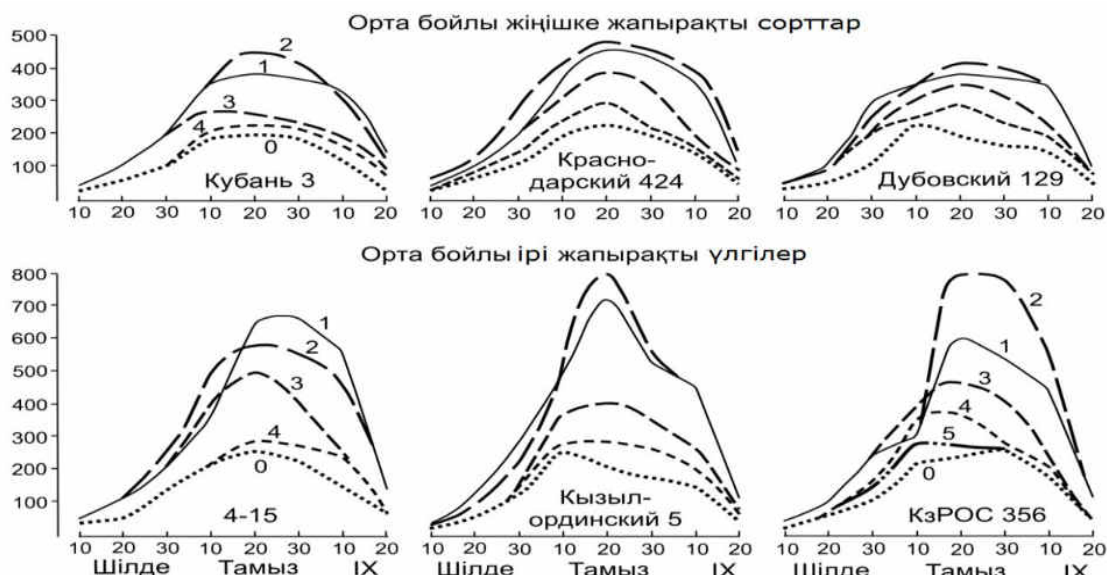 Орта бойлы жіңішке жапырақты сорттар
500
400
300
200
100
2
1
3
4
0
Кубань 3
Красно-
дарский 424
Дубовский 129
10 20 30 10 20 30 10 20
10 20 30 10 20 30 10 20
10 20 30 10 20 30 10 20
Орта бойлы ірі жапырақты үлгілер
800
700
600
500
400
300
200
100
1
2
3
4
0
4-15
Кызыл-
ординский 5
2
1
3
4
5
0
КзРОС 356
10 20 30 10 20 30 10 20
10 20 30 10 20 30 10 20
10 20 30 10 20 30 10 20
Шілде Тамыз IX
Шілде Тамыз IX
Шілде Тамыз IX